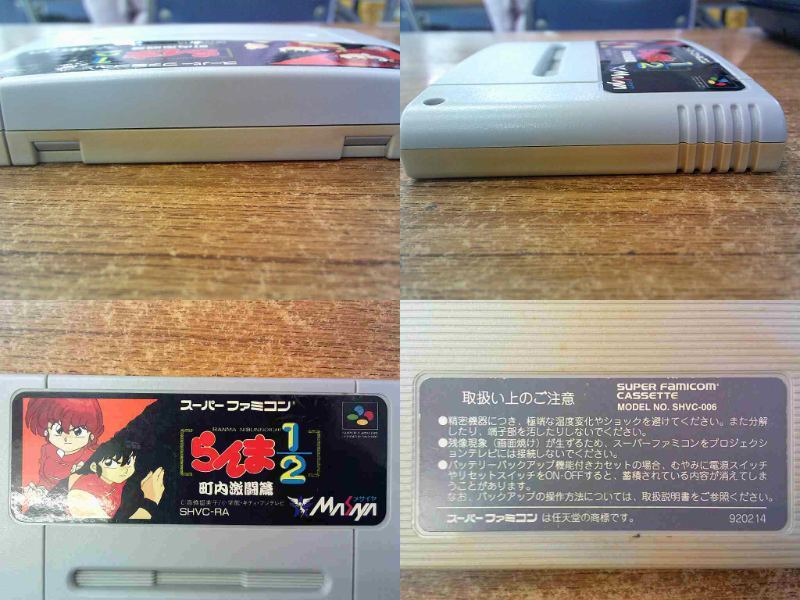 スーパーファミコン
RANMA NIBUNNOICHI
らんま1/2
町内激闘篇
SUPER FAMICOM
メサイヤ
Masaya
SHVC-RA
取扱い上のご注意
SUPER FAMICOM
CASSETTE
MODEL NO. SHVC-006
●精密機器につき、極端な温度変化やショックを避けてください。また分解
したり、端子部を汚したりしないでください。
●残像現象（画面焼け）が生ずるため、スーパーファミコンをプロジェクシ
ョンテレビには接続しないでください。
●バッテリーバックアップ機能付きカセットの場合、むやみに電源スイッチ
やリセットスイッチをON・OFFすると、蓄積されている内容が消えてしま
うことがあります。
なお、バックアップの操作方法については、取扱説明書をご参照ください。
スーパーファミコンは任天堂の商標です。
920214